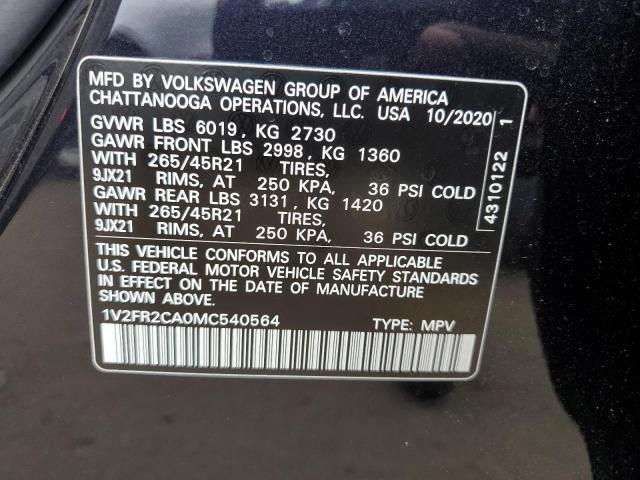 MFD BY VOLKSWAGEN GROUP OF AMERICA
CHATTANOOGA OPERATIONS, LLC. USA 10/2020
GVWR LBS 6019, KG 2730
GAWR FRONT LBS 2998, KG 1360
WITH 265/45R21 TIRES,
9JX21 RIMS, AT 250 KPA, 36 PSI COLD
GAWR REAR LBS 3131, KG 1420
WITH 265/45R21 TIRES,
9JX21 RIMS, AT 250 KPA, 36 PSI COLD
THIS VEHICLE CONFORMS TO ALL APPLICABLE
U.S. FEDERAL MOTOR VEHICLE SAFETY STANDARDS
IN EFFECT ON THE DATE OF MANUFACTURE
SHOWN ABOVE.
1V2FR2CA0MC540564 TYPE: MPV
4310122 1